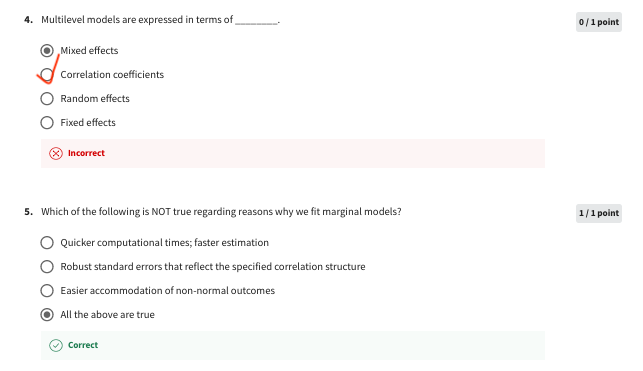 4. Multilevel models are expressed in terms of ________. 0 / 1 point
Mixed effects
Correlation coefficients
Random effects
Fixed effects
Incorrect
5. Which of the following is NOT true regarding reasons why we fit marginal models? 1 / 1 point
Quicker computational times; faster estimation
Robust standard errors that reflect the specified correlation structure
Easier accommodation of non-normal outcomes
All the above are true
Correct